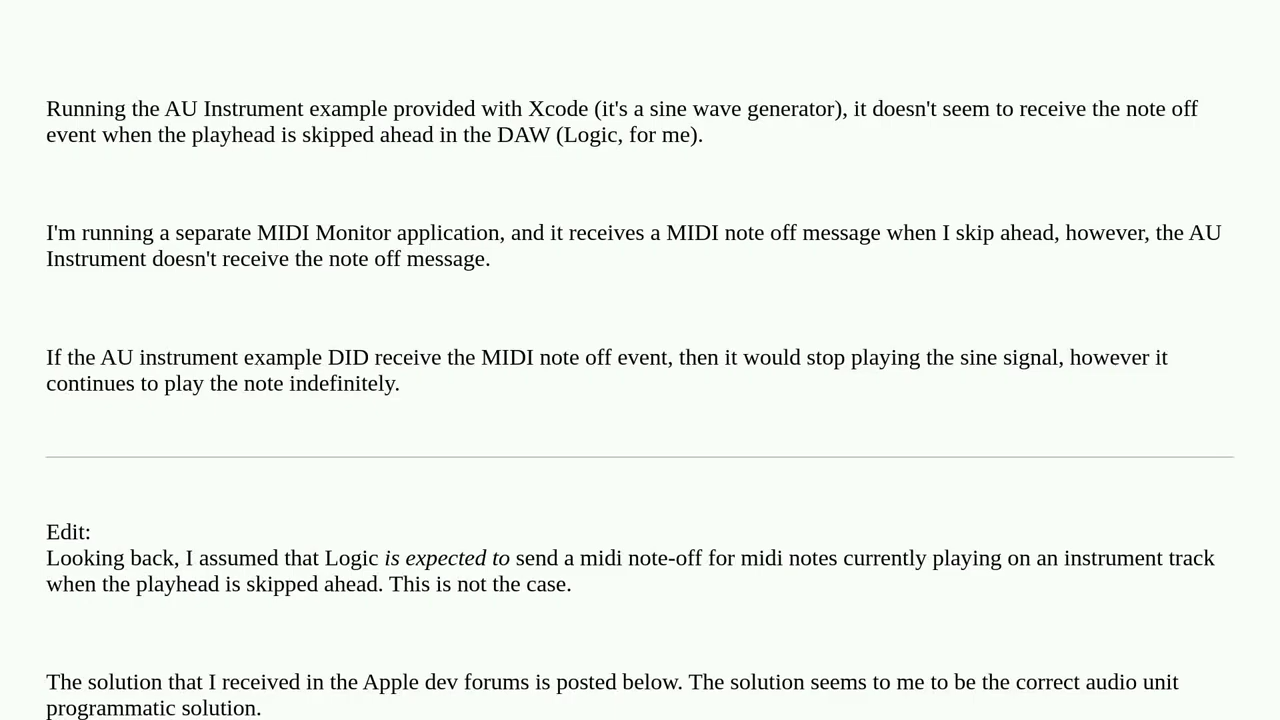 Running the AU Instrument example provided with Xcode (it's a sine wave generator), it doesn't seem to receive the note off
event when the playhead is skipped ahead in the DAW (Logic, for me).
I'm running a separate MIDI Monitor application, and it receives a MIDI note off message when I skip ahead, however, the AU
Instrument doesn't receive the note off message.
If the AU instrument example DID receive the MIDI note off event, then it would stop playing the sine signal, however it
continues to play the note indefinitely.
Edit:
Looking back, I assumed that Logic is expected to send a midi note-off for midi notes currently playing on an instrument track
when the playhead is skipped ahead. This is not the case.
The solution that I received in the Apple dev forums is posted below. The solution seems to me to be the correct audio unit
programmatic solution.